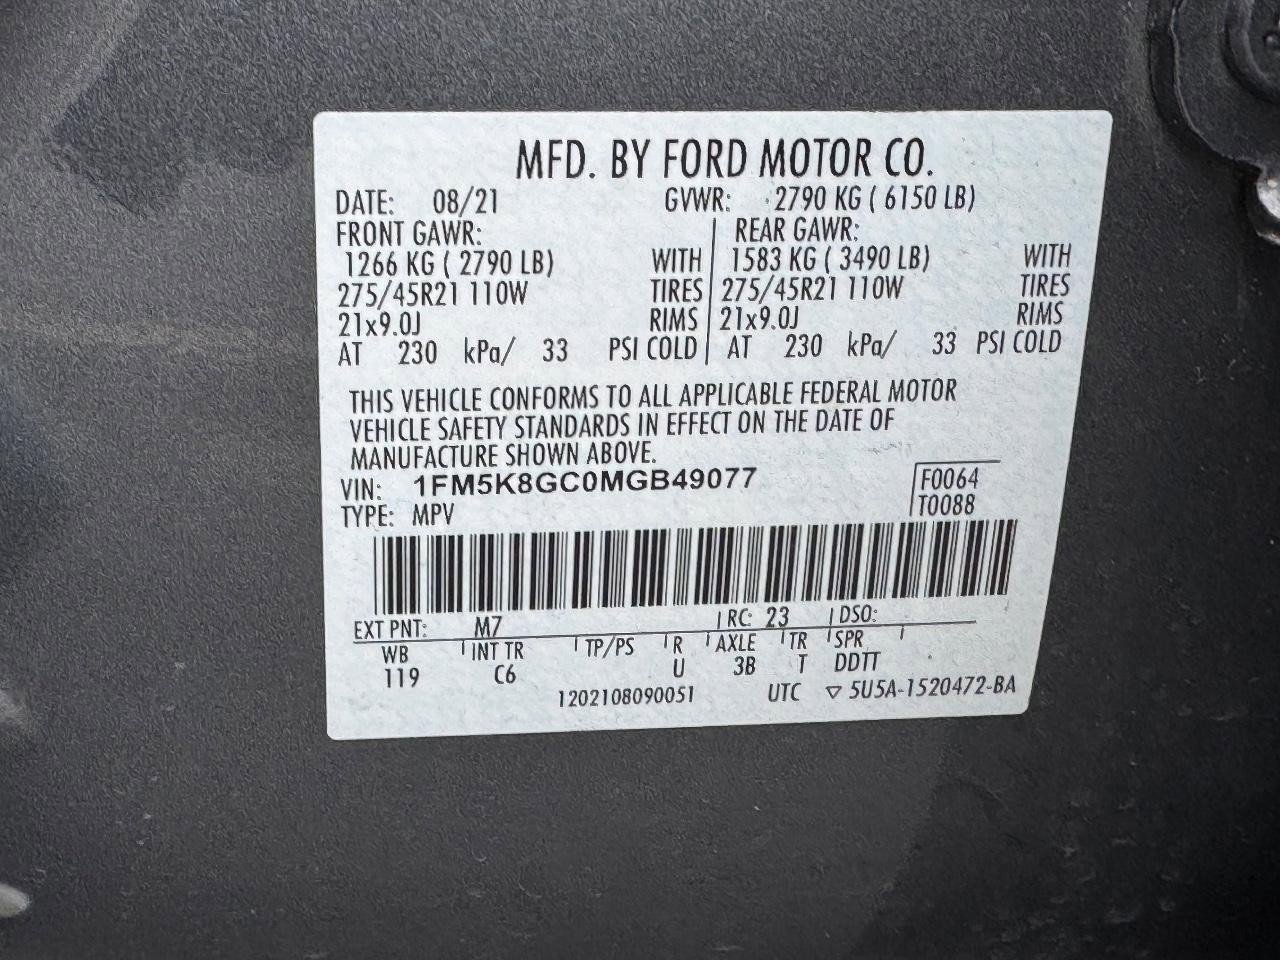 MFD. BY FORD MOTOR CO.
DATE: 08/21 GVWR: 2790 KG ( 6150 LB)
FRONT GAWR: REAR GAWR:
1266 KG ( 2790 LB) WITH 1583 KG ( 3490 LB) WITH
275/45R21 110W TIRES 275/45R21 110W TIRES
21x9.0J RIMS 21x9.0J RIMS
AT 230 kPa/ 33 PSI COLD AT 230 kPa/ 33 PSI COLD
THIS VEHICLE CONFORMS TO ALL APPLICABLE FEDERAL MOTOR
VEHICLE SAFETY STANDARDS IN EFFECT ON THE DATE OF
MANUFACTURE SHOWN ABOVE.
VIN: 1FM5K8GC0MGB49077 F0064
TYPE: MPV T0088
EXT PNT: M7 RC: 23 DSO:
WB INT TR TP/PS R AXLE TR SPR
119 C6 U 3B T DDTT
1202108090051 UTC ▽ 5U5A-1520472-BA